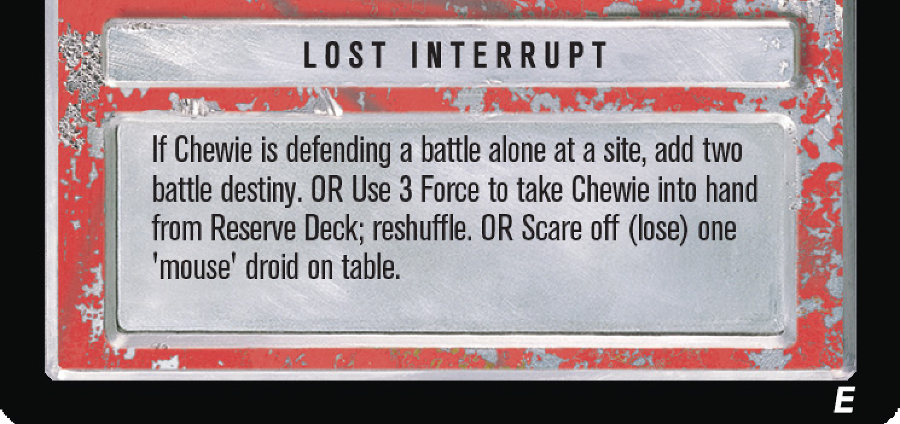 LOST INTERRUPT
If Chewie is defending a battle alone at a site, add two
battle destiny. OR Use 3 Force to take Chewie into hand
from Reserve Deck; reshuffle. OR Scare off (lose) one
'mouse' droid on table.
E